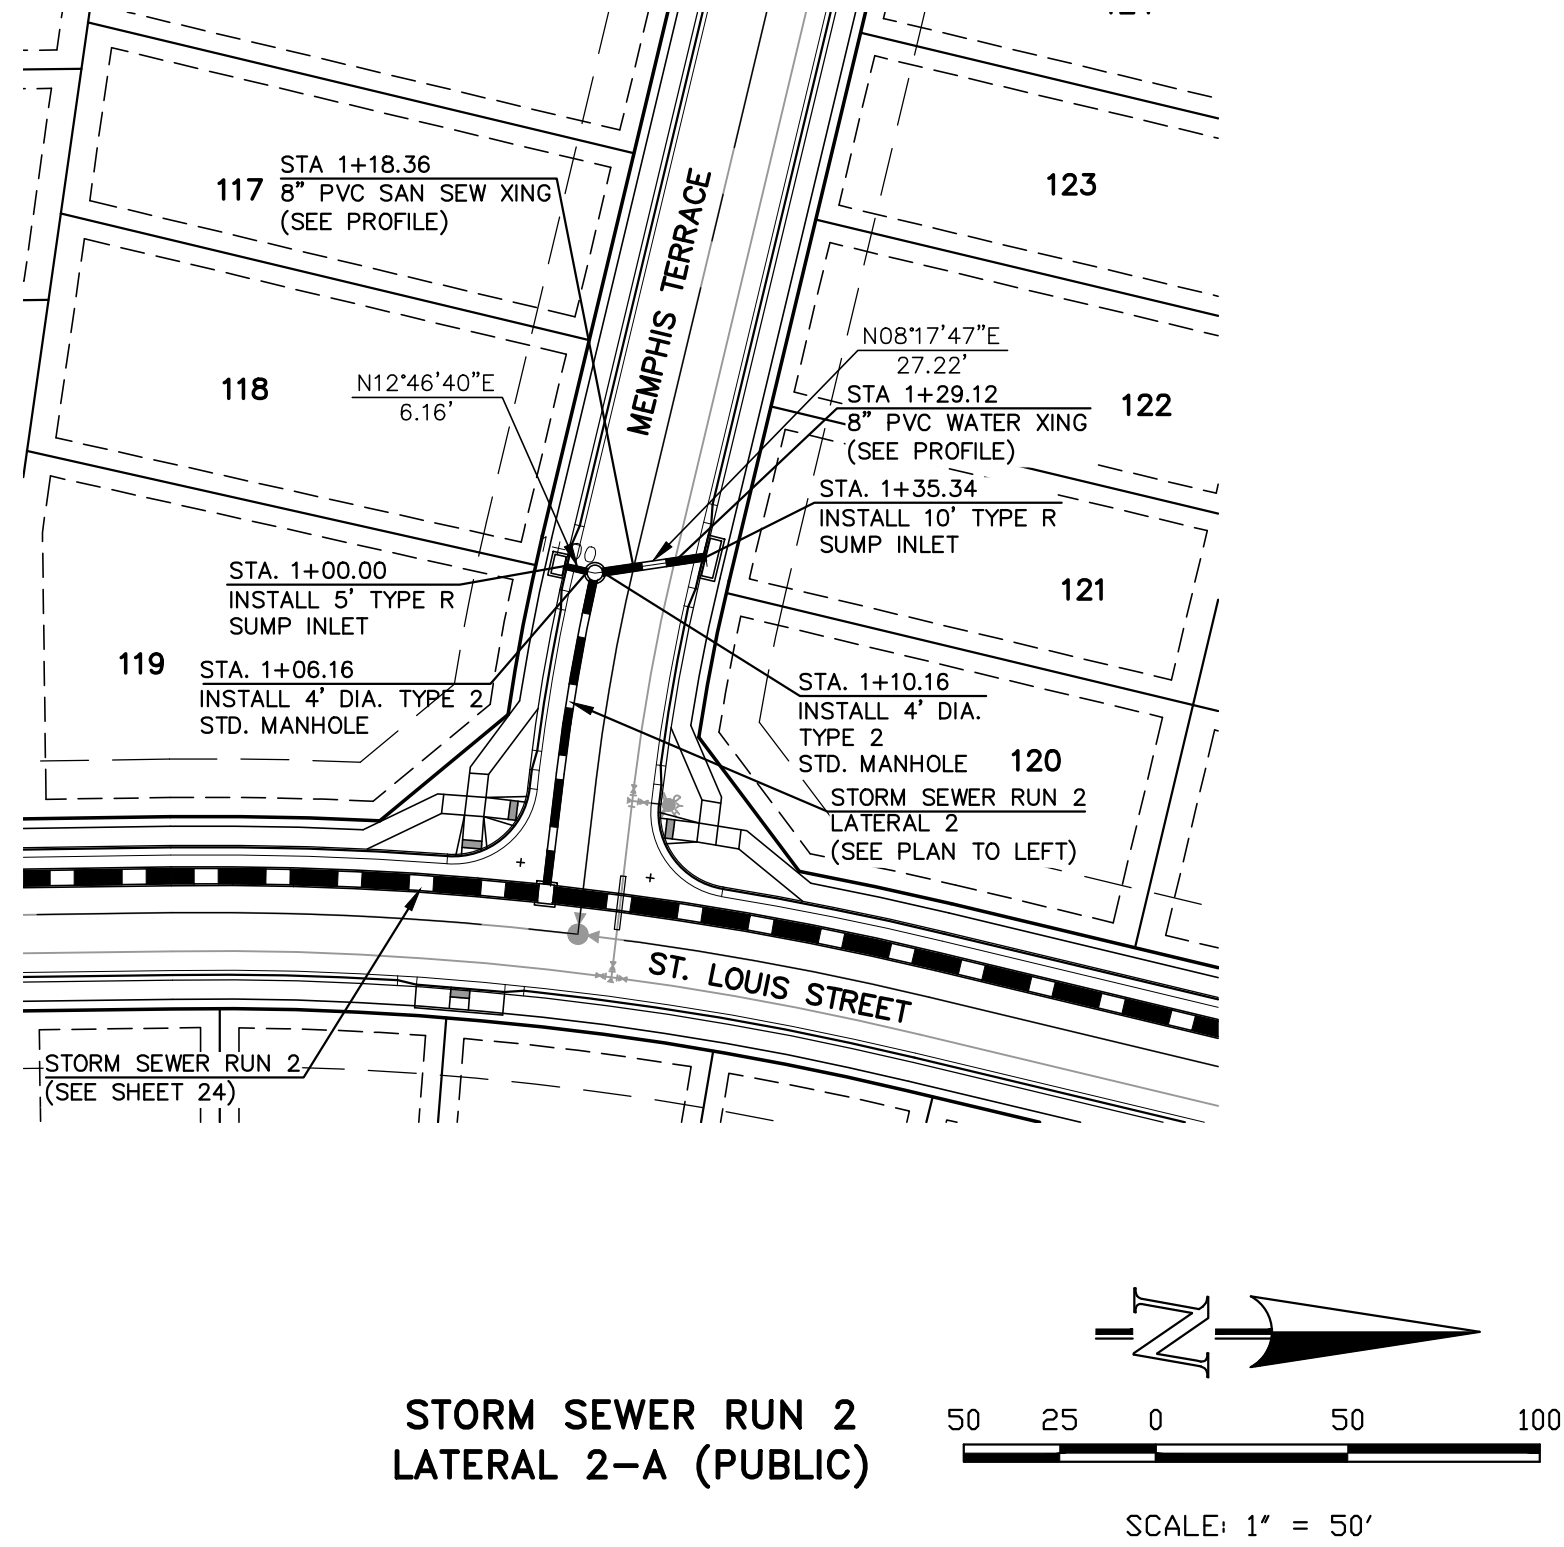 117
STA 1+18.36
8" PVC SAN SEW XING
(SEE PROFILE)
123
MEMPHIS TERRACE
118
N12°46'40"E
6.16'
N08°17'47"E
27.22'
STA 1+29.12
8" PVC WATER XING
(SEE PROFILE)
122
STA. 1+35.34
INSTALL 10' TYPE R
SUMP INLET
121
STA. 1+00.00
INSTALL 5' TYPE R
SUMP INLET
119
STA. 1+06.16
INSTALL 4' DIA. TYPE 2
STD. MANHOLE
STA. 1+10.16
INSTALL 4' DIA.
TYPE 2
STD. MANHOLE
120
STORM SEWER RUN 2
LATERAL 2
(SEE PLAN TO LEFT)
ST. LOUIS STREET
STORM SEWER RUN 2
(SEE SHEET 24)
N
STORM SEWER RUN 2
LATERAL 2-A (PUBLIC)
50 25 0 50 100
SCALE: 1" = 50'